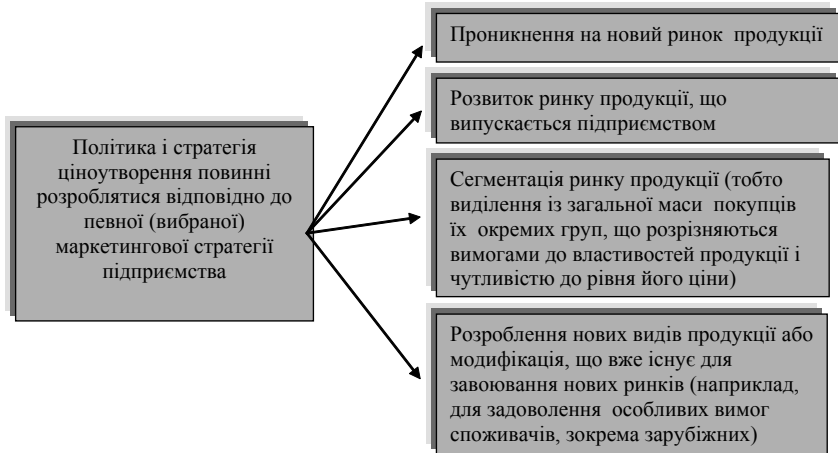 Політика і стратегія
ціноутворення повинні
розроблятися відповідно до
певної (вибраної)
маркетингової стратегії
підприємства
Проникнення на новий ринок продукції
Розвиток ринку продукції, що
випускається підприємством
Сегментація ринку продукції (тобто
виділення із загальної маси покупців
їх окремих груп, що розрізняються
вимогами до властивостей продукції і
чутливістю до рівня його ціни)
Розроблення нових видів продукції або
модифікація, що вже існує для
завоювання нових ринків (наприклад,
для задоволення особливих вимог
споживачів, зокрема зарубіжних)